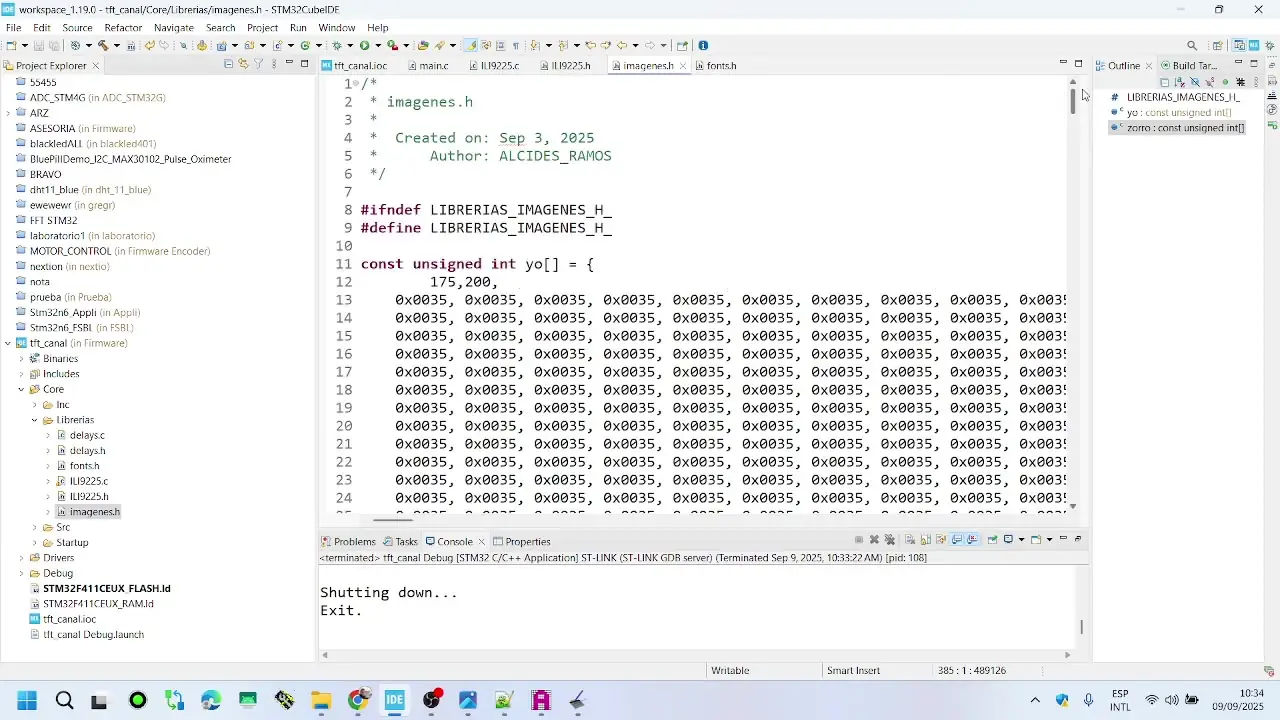 workspace_1.19.0 - tft_canal/Core/Librerias/imagenes.h - STM32CubeIDE
File Edit Source Refactor Navigate Search Project Run Window Help
Project Explorer
tft_canal.ioc
main.c
ILI9225.c
ILI9225.h
imagenes.h
fonts.h
Outline
Build Tar...
55455
ADC_STM4G (in ADC_STM32G)
ARZ
ASESORIA (in Firmware)
blackledALL (in blackled401)
BluePillDemo_I2C_MAX30102_Pulse_Oximeter
BRAVO
dht11_blue (in dht_11_blue)
ewewewr (in gregr)
FFT STM32
laboratorio1 (in laboratorio)
MOTOR_CONTROL (in Firmware Encoder)
nextion (in nextio)
nota
prueba (in Prueba)
Stm32n6_Appli (in Appli)
Stm32n6_FSBL (in FSBL)
tft_canal (in Firmware)
Binaries
Includes
Core
Inc
Librerias
delays.c
delays.h
fonts.h
ILI9225.c
ILI9225.h
imagenes.h
Src
Startup
Drivers
Debug
STM32F411CEUX_FLASH.ld
STM32F411CEUX_RAM.ld
tft_canal.ioc
tft_canal Debug.launch
1 /*
2 * imagenes.h
3 *
4 * Created on: Sep 3, 2025
5 * Author: ALCIDES_RAMOS
6 */
7
8 #ifndef LIBRERIAS_IMAGENES_H_
9 #define LIBRERIAS_IMAGENES_H_
10
11 const unsigned int yo[] = {
12 175,200,
13 0x0035, 0x0035, 0x0035, 0x0035, 0x0035, 0x0035, 0x0035, 0x0035, 0x0035, 0x0035
14 0x0035, 0x0035, 0x0035, 0x0035, 0x0035, 0x0035, 0x0035, 0x0035, 0x0035, 0x0035
15 0x0035, 0x0035, 0x0035, 0x0035, 0x0035, 0x0035, 0x0035, 0x0035, 0x0035, 0x0035
16 0x0035, 0x0035, 0x0035, 0x0035, 0x0035, 0x0035, 0x0035, 0x0035, 0x0035, 0x0035
17 0x0035, 0x0035, 0x0035, 0x0035, 0x0035, 0x0035, 0x0035, 0x0035, 0x0035, 0x0035
18 0x0035, 0x0035, 0x0035, 0x0035, 0x0035, 0x0035, 0x0035, 0x0035, 0x0035, 0x0035
19 0x0035, 0x0035, 0x0035, 0x0035, 0x0035, 0x0035, 0x0035, 0x0035, 0x0035, 0x0035
20 0x0035, 0x0035, 0x0035, 0x0035, 0x0035, 0x0035, 0x0035, 0x0035, 0x0035, 0x0035
21 0x0035, 0x0035, 0x0035, 0x0035, 0x0035, 0x0035, 0x0035, 0x0035, 0x0035, 0x0035
22 0x0035, 0x0035, 0x0035, 0x0035, 0x0035, 0x0035, 0x0035, 0x0035, 0x0035, 0x0035
23 0x0035, 0x0035, 0x0035, 0x0035, 0x0035, 0x0035, 0x0035, 0x0035, 0x0035, 0x0035
24 0x0035, 0x0035, 0x0035, 0x0035, 0x0035, 0x0035, 0x0035, 0x0035, 0x0035, 0x0035
LIBRERIAS_IMAGENES_H_
yo : const unsigned int[]
zorro : const unsigned int[]
Problems Tasks Console Properties
<terminated> tft_canal Debug [STM32 C/C++ Application] ST-LINK (ST-LINK GDB server) (Terminated Sep 9, 2025, 10:33:22 AM) [pid: 108]
Shutting down...
Exit.
Writable Smart Insert 385 : 1 : 489126
IDE
ESP
INTL
10:34
09/09/2025